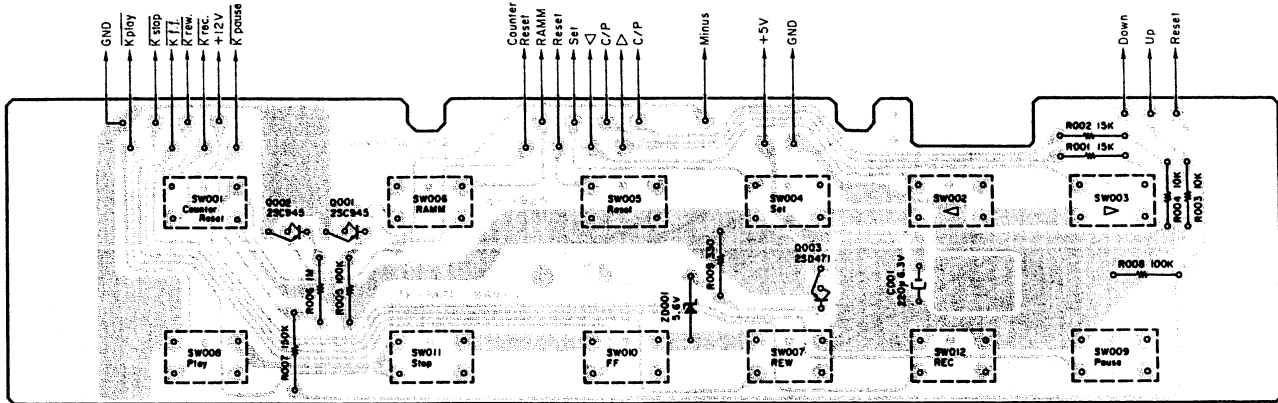 GND
K play
K stop
K f.f.
K rew.
K rec.
+12V
K pause
Counter
Reset
RAMM
Reset
Set
◁
C/P
▷
C/P
Minus
+5V
GND
Down
Up
Reset
R002 15K
R001 15K
SW001
Counter
Reset
Q002
2SC945
Q001
2SC945
SW006
RAMM
SW005
Reset
SW004
Set
SW002
△
SW003
▽
R004 10K
R003 10K
R006 1M
R005 100K
R009 330
Q003
2SD471
C001
220μ 6.3V
R008 100K
ZD001
5.6V
R007 150K
SW008
Play
SW011
Stop
SW010
FF
SW007
REW
SW012
REC
SW009
Pause